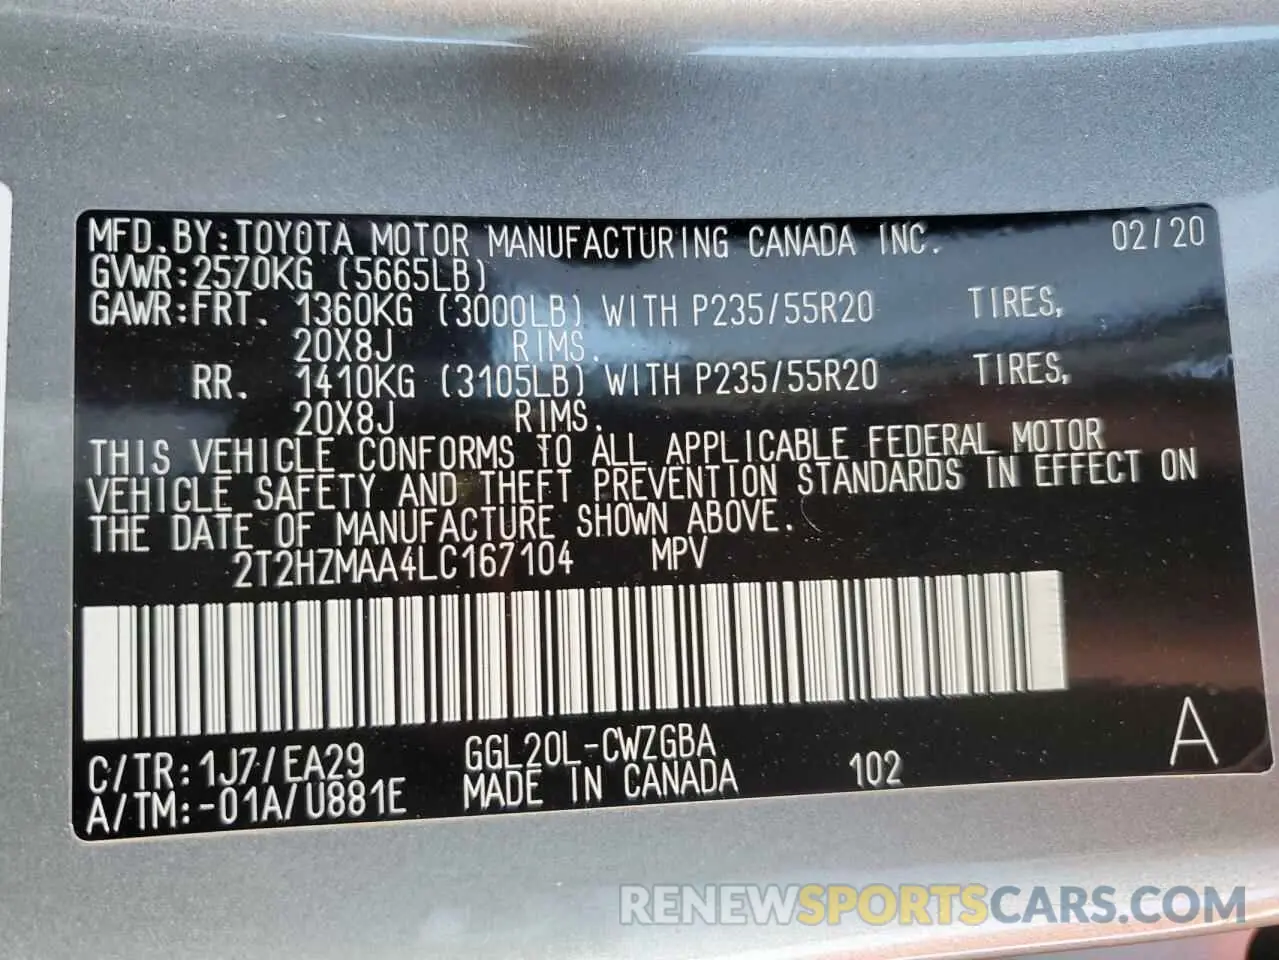 MFD.BY:TOYOTA MOTOR MANUFACTURING CANADA INC. 02/20
GVWR:2570KG (5665LB)
GAWR:FRT. 1360KG (3000LB) WITH P235/55R20 TIRES,
20X8J RIMS.
RR. 1410KG (3105LB) WITH P235/55R20 TIRES,
20X8J RIMS.
THIS VEHICLE CONFORMS TO ALL APPLICABLE FEDERAL MOTOR
VEHICLE SAFETY AND THEFT PREVENTION STANDARDS IN EFFECT ON
THE DATE OF MANUFACTURE SHOWN ABOVE.
2T2HZMAA4LC167104 MPV
C/TR:1J7/EA29 GGL20L-CWZGBA A
A/TM:-01A/U881E MADE IN CANADA 102
RENEWSPORTSCARS.COM